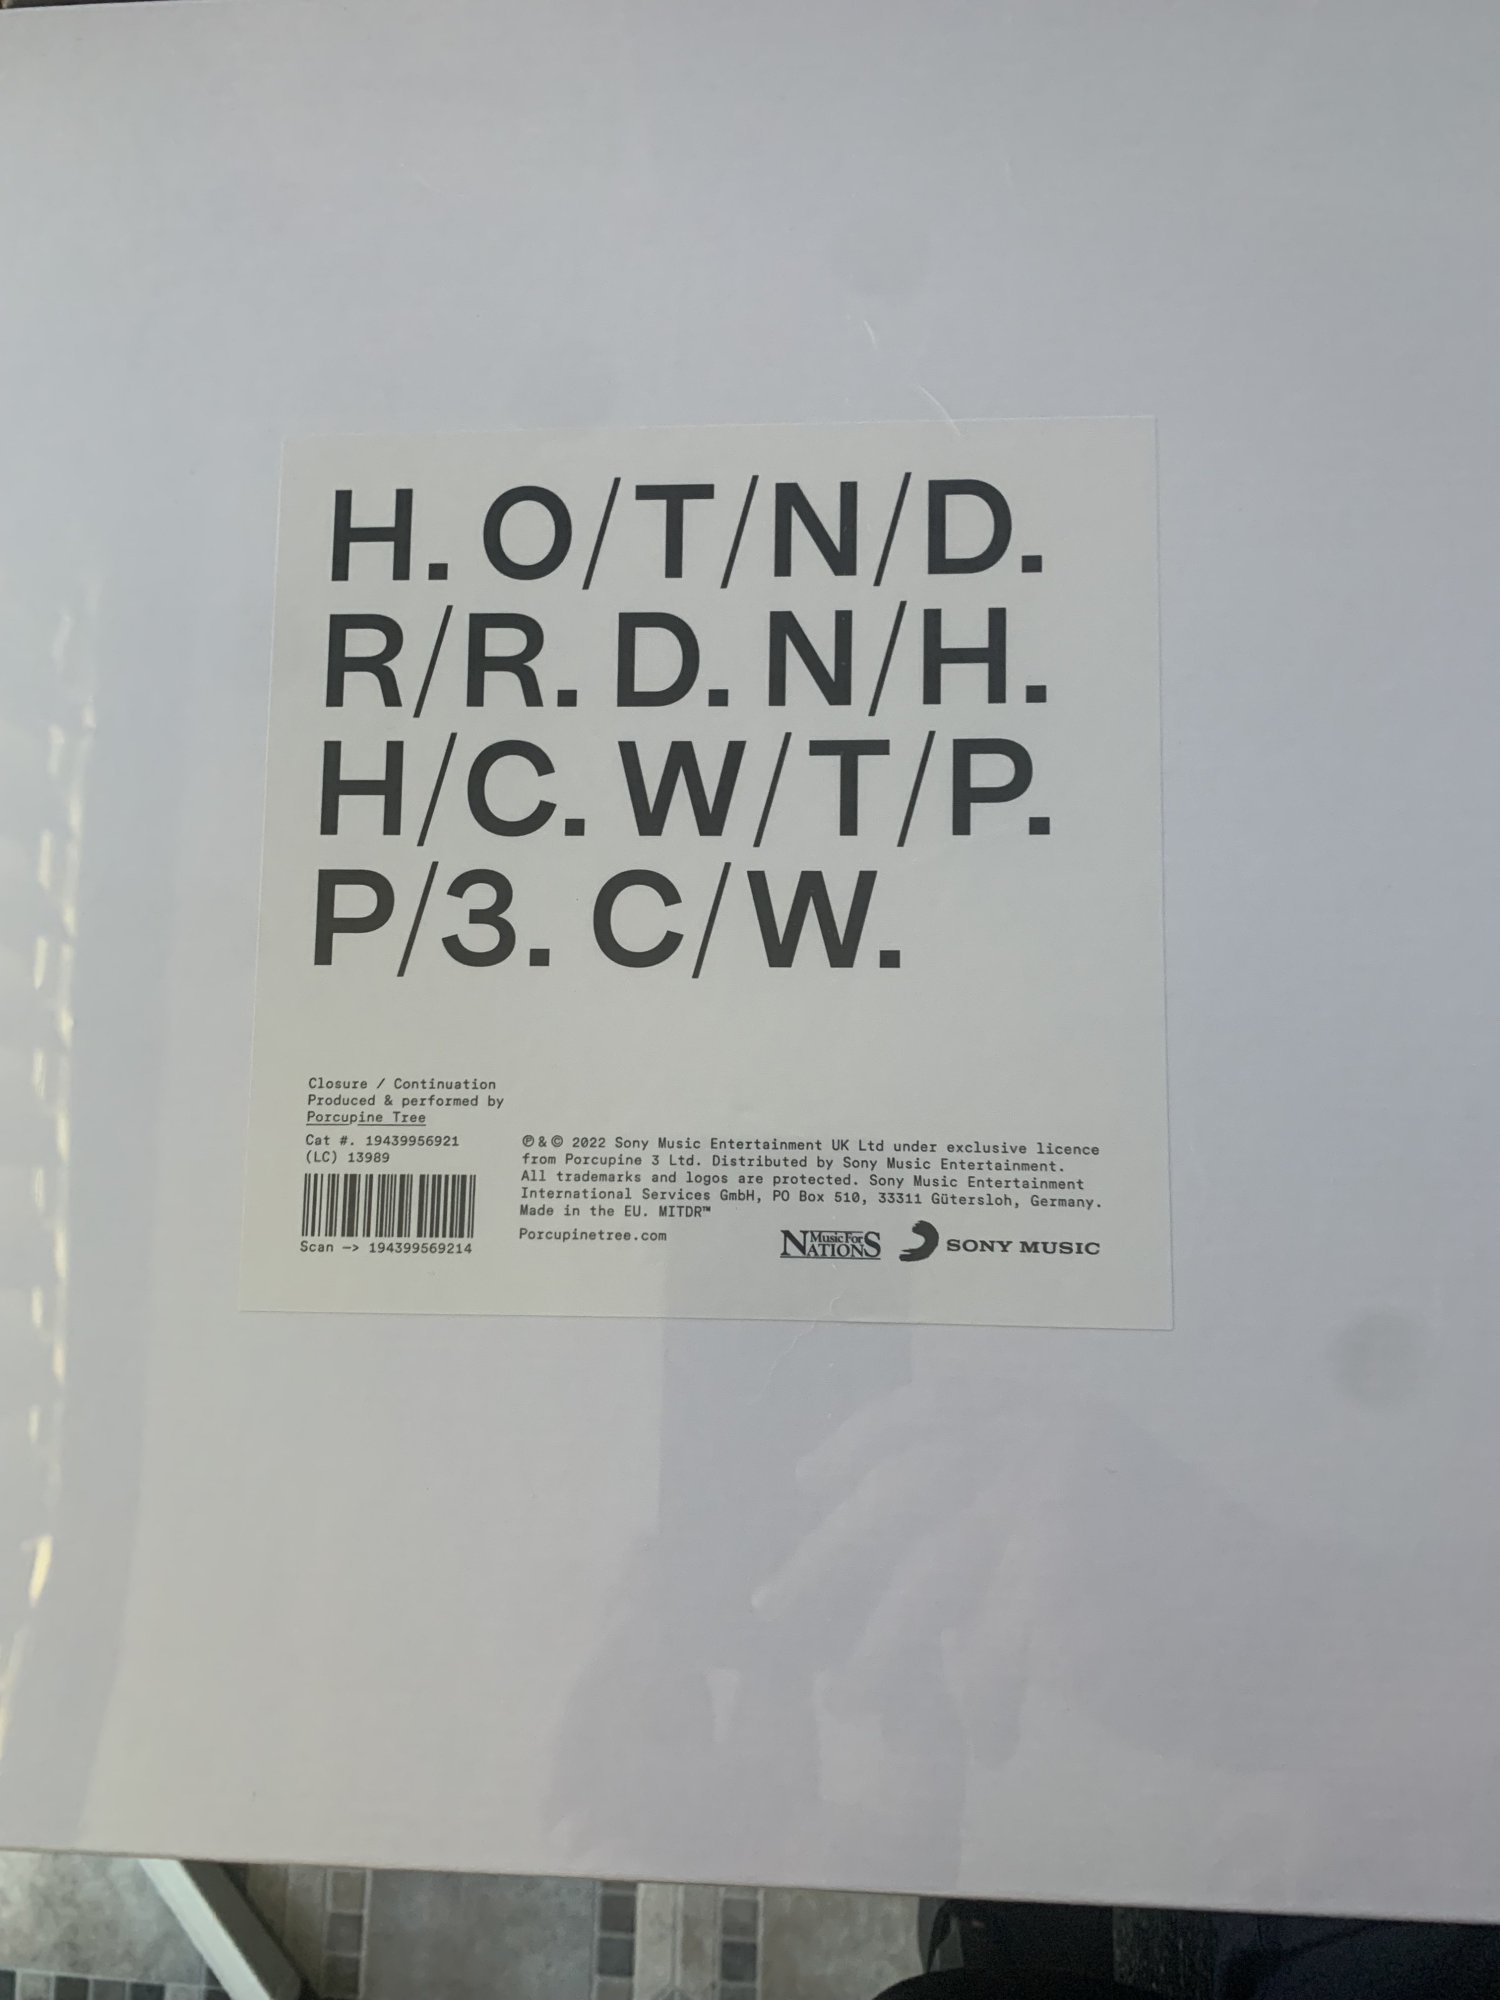 H. O/T/N/D.
R/R. D. N/H.
H/C. W/T/P.
P/3. C/W.
Closure / Continuation
Produced & performed by
Porcupine Tree
Cat #. 19439956921
(LC) 13989
Scan —> 194399569214
℗ & © 2022 Sony Music Entertainment UK Ltd under exclusive licence
from Porcupine 3 Ltd. Distributed by Sony Music Entertainment.
All trademarks and logos are protected. Sony Music Entertainment
International Services GmbH, PO Box 510, 33311 Gütersloh, Germany.
Made in the EU. MITDR™
Porcupinetree.com
Music For
NATIONS
SONY MUSIC